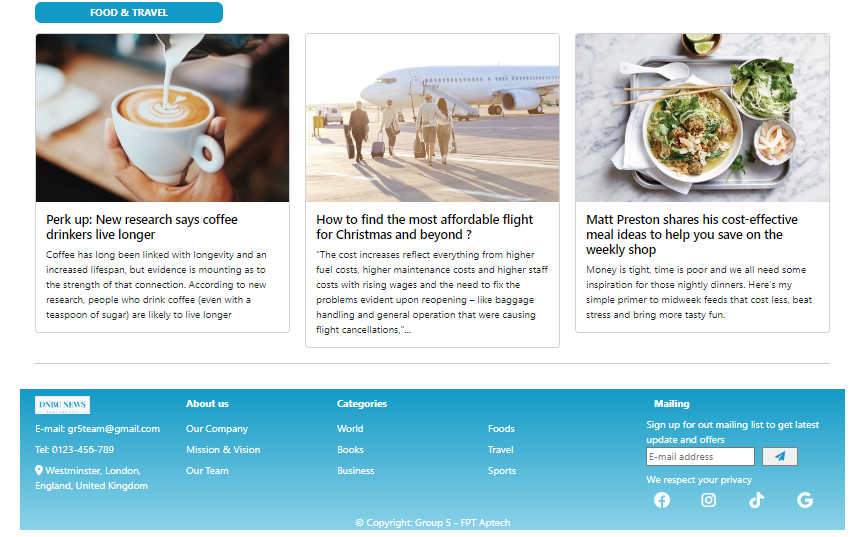 FOOD & TRAVEL
Perk up: New research says coffee
drinkers live longer
Coffee has long been linked with longevity and an
increased lifespan, but evidence is mounting as to
the strength of that connection. According to new
research, people who drink coffee (even with a
teaspoon of sugar) are likely to live longer
How to find the most affordable flight
for Christmas and beyond ?
"The cost increases reflect everything from higher
fuel costs, higher maintenance costs and higher staff
costs with rising wages and the need to fix the
problems evident upon reopening – like baggage
handling and general operation that were causing
flight cancellations,"...
Matt Preston shares his cost-effective
meal ideas to help you save on the
weekly shop
Money is tight, time is poor and we all need some
inspiration for those nightly dinners. Here's my
simple primer to midweek feeds that cost less, beat
stress and bring more tasty fun.
DNBC NEWS
E-mail: gr5team@gmail.com
Tel: 0123-456-789
Westminster, London,
England, United Kingdom
About us
Our Company
Mission & Vision
Our Team
Categories
World
Books
Business
Foods
Travel
Sports
Mailing
Sign up for out mailing list to get latest
update and offers
E-mail address
We respect your privacy
© Copyright: Group 5 - FPT Aptech